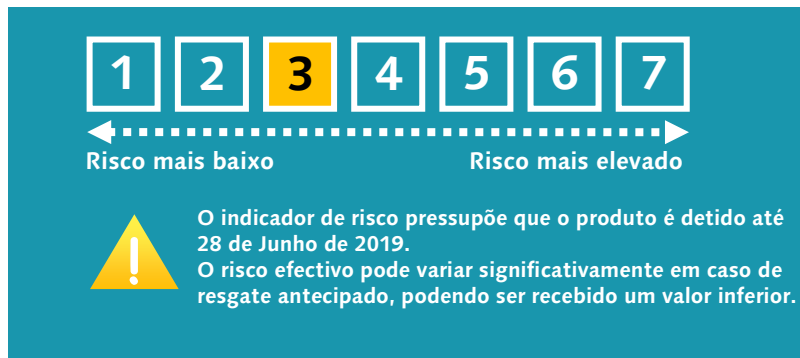 1 2 3 4 5 6 7
Risco mais baixo Risco mais elevado
O indicador de risco pressupõe que o produto é detido até
28 de Junho de 2019.
O risco efectivo pode variar significativamente em caso de
resgate antecipado, podendo ser recebido um valor inferior.